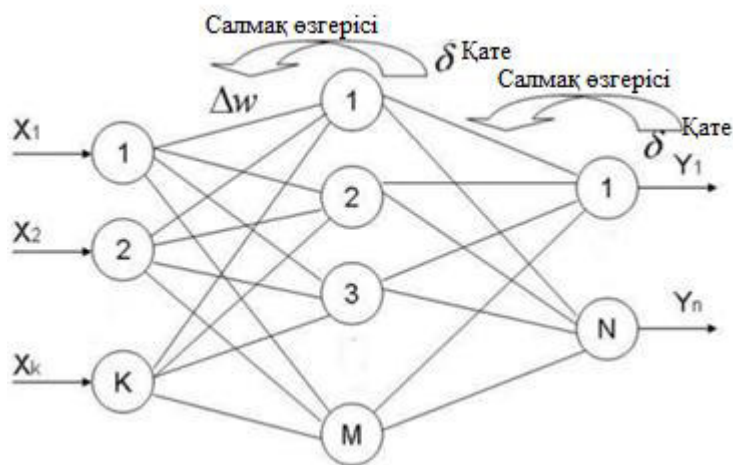 Салмақ өзгерісі
δ Қате
Салмақ өзгерісі
Δw
1
δ Қате
X1
1
Y1
2
1
X2
2
3
Yn
N
Xk
K
M